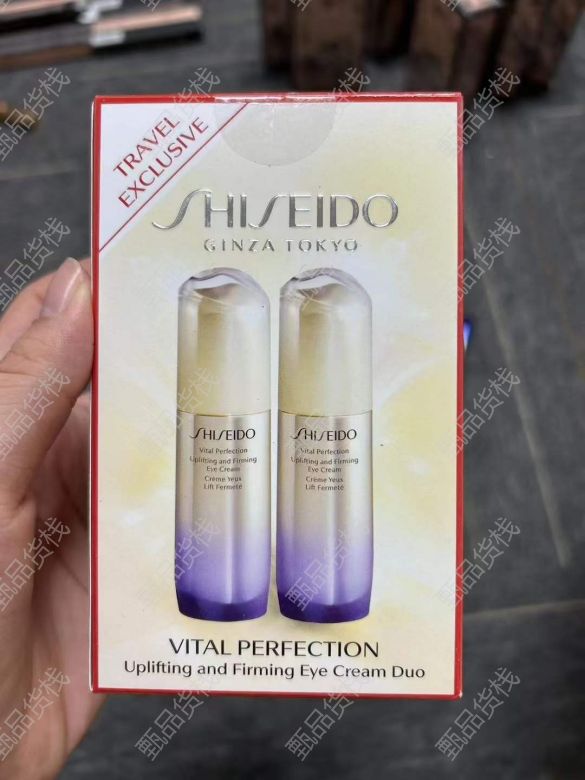 TRAVEL
EXCLUSIVE
SHISEIDO
GINZA TOKYO
SHISEIDO
Vital Perfection
Uplifting and Firming
Eye Cream
Crème Yeux
Lift Fermeté
SHISEIDO
Vital Perfection
Uplifting and Firming
Eye Cream
Crème Yeux
Lift Fermeté
VITAL PERFECTION
Uplifting and Firming Eye Cream Duo
甄品货栈